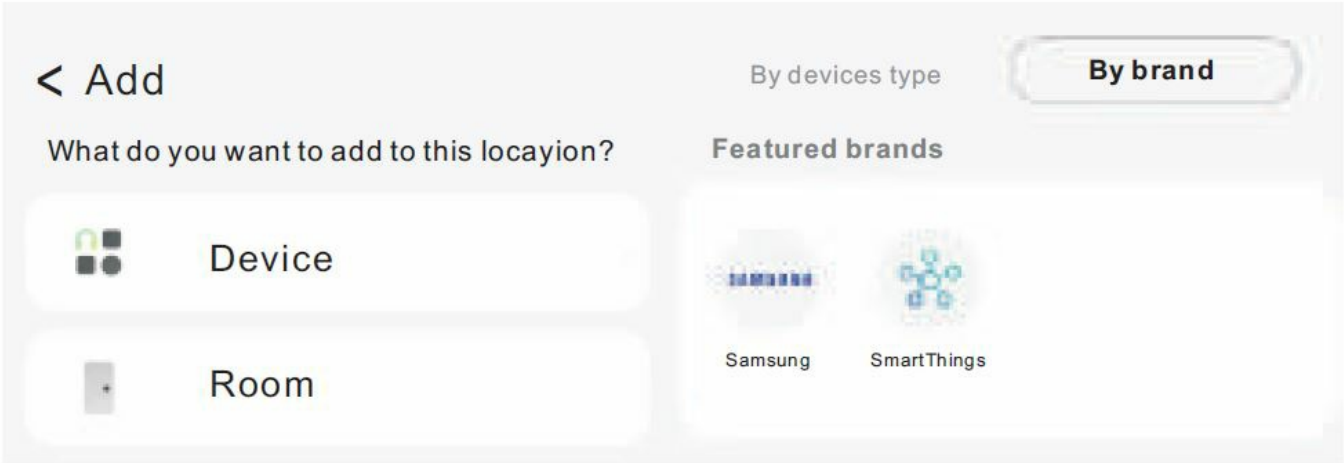 < Add
What do you want to add to this locayion?
Device
Room
By devices type
By brand
Featured brands
SAMSUNG
Samsung
SmartThings